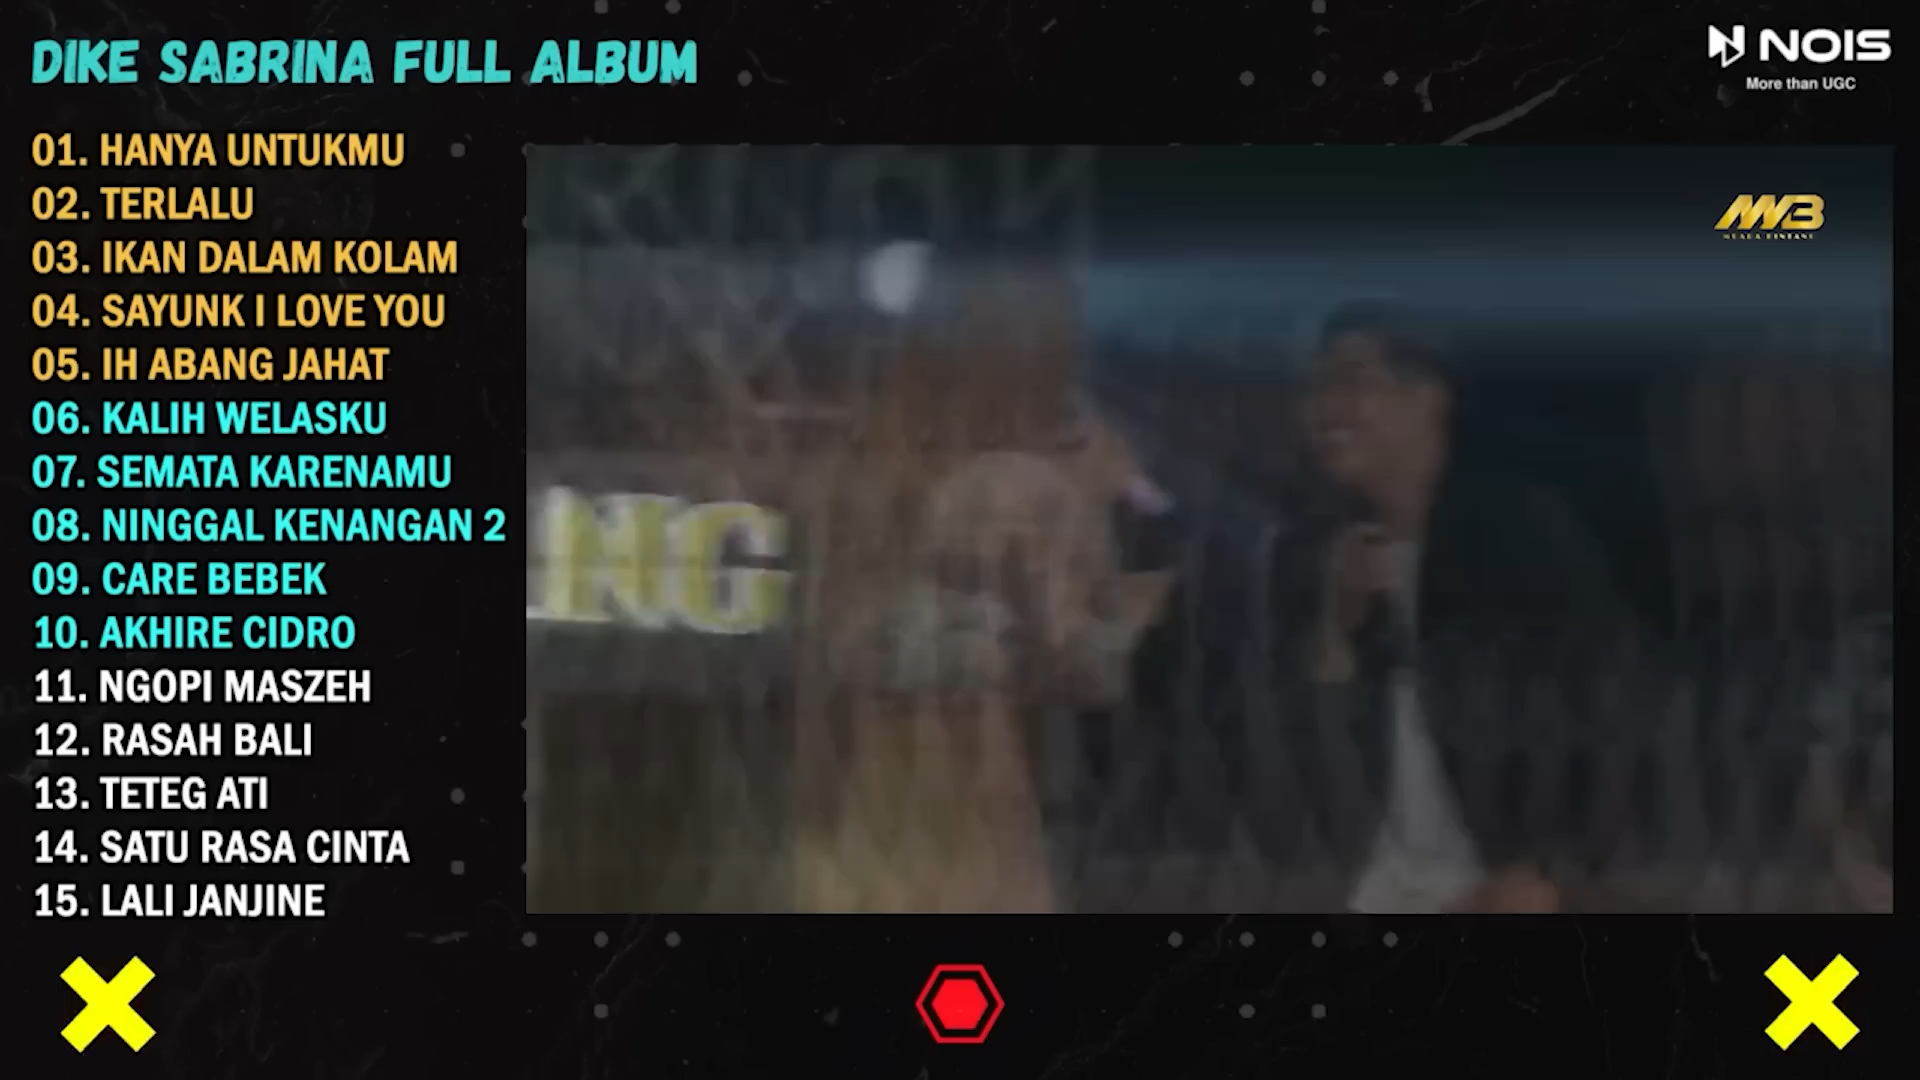 DIKE SABRINA FULL ALBUM
NOIS
More than UGC
01. HANYA UNTUKMU
02. TERLALU
03. IKAN DALAM KOLAM
04. SAYUNK I LOVE YOU
05. IH ABANG JAHAT
06. KALIH WELASKU
07. SEMATA KARENAMU
08. NINGGAL KENANGAN 2
09. CARE BEBEK
10. AKHIRE CIDRO
11. NGOPI MASZEH
12. RASAH BALI
13. TETEG ATI
14. SATU RASA CINTA
15. LALI JANJINE
NG